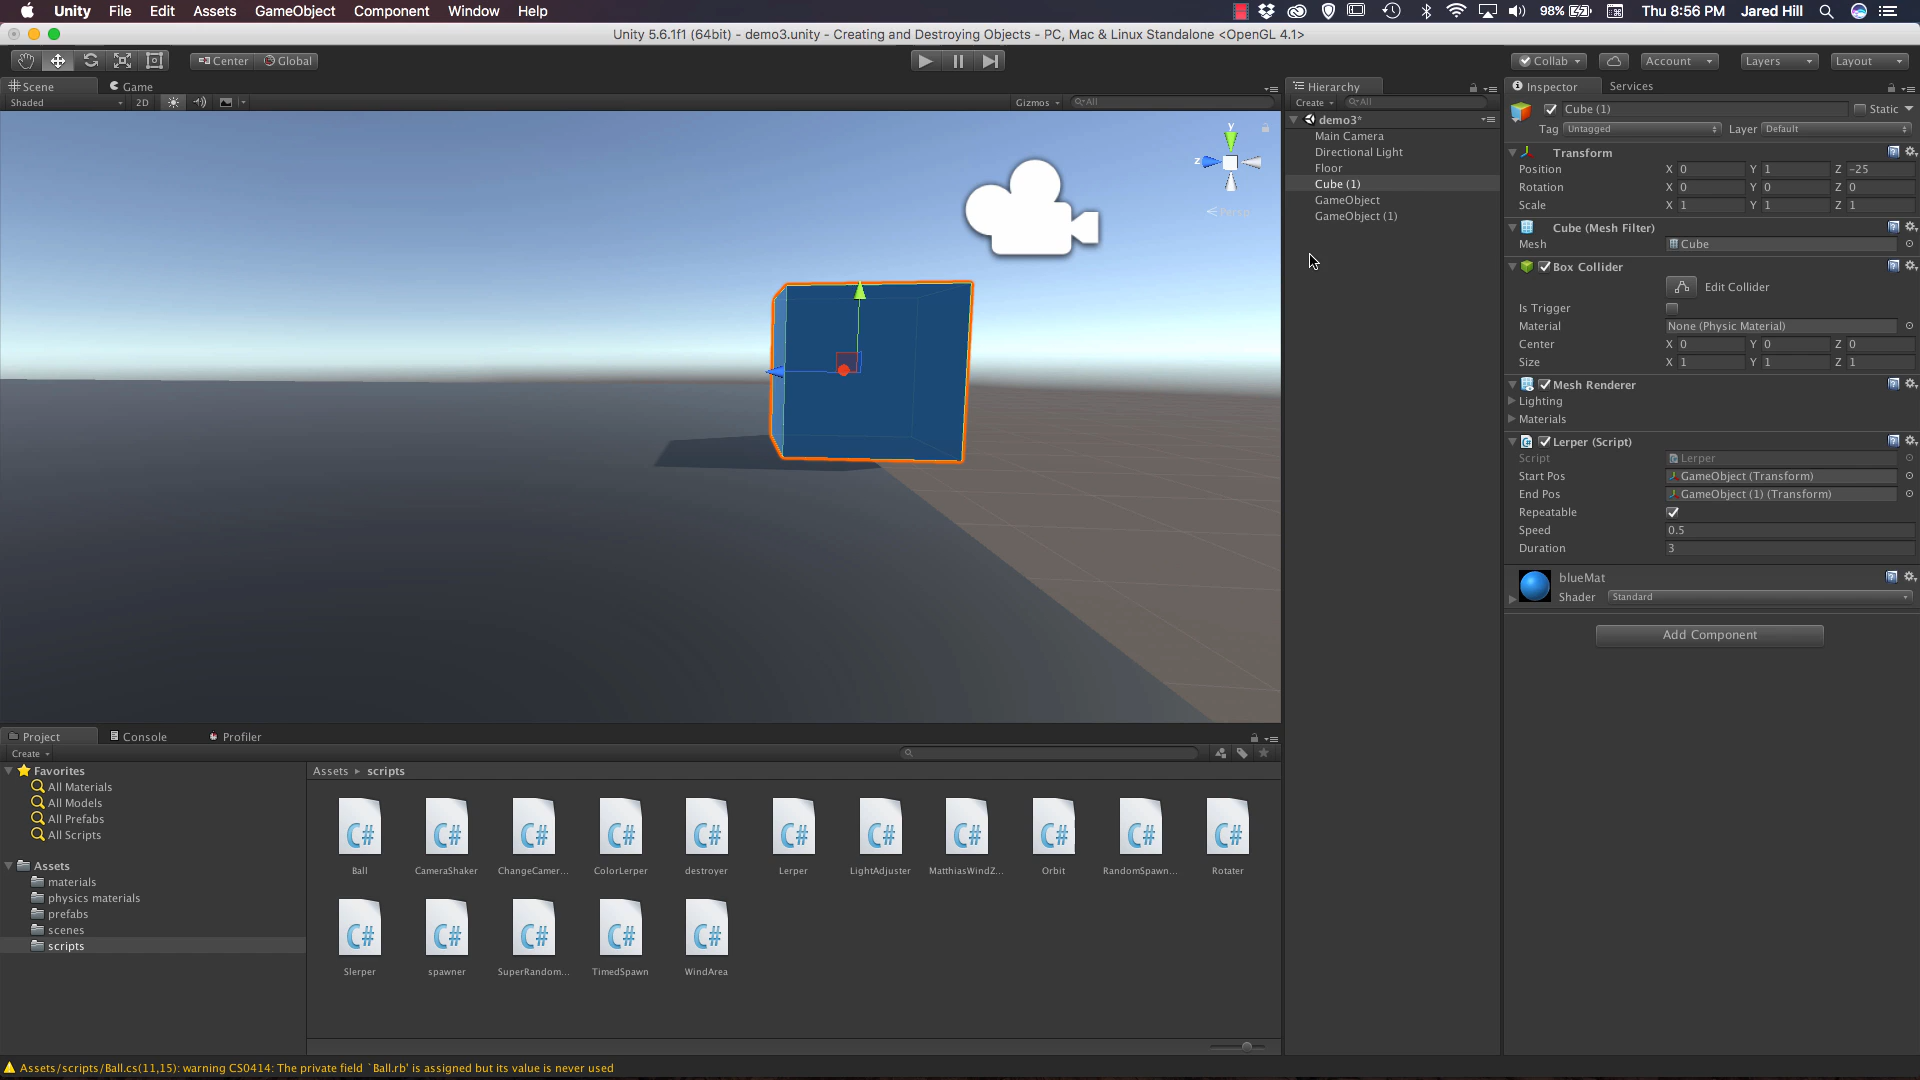 Unity File Edit Assets GameObject Component Window Help
98% Thu 8:56 PM Jared Hill
Unity 5.6.1f1 (64bit) - demo3.unity - Creating and Destroying Objects - PC, Mac & Linux Standalone <OpenGL 4.1>
Center Global
Collab Account Layers Layout
Scene Game
Shaded 2D Gizmos All
y
z
Persp
Hierarchy
Create All
demo3*
Main Camera
Directional Light
Floor
Cube (1)
GameObject
GameObject (1)
Inspector Services
Cube (1) Static
Tag Untagged Layer Default
Transform
Position X 0 Y 1 Z -25
Rotation X 0 Y 0 Z 0
Scale X 1 Y 1 Z 1
Cube (Mesh Filter)
Mesh Cube
Box Collider
Edit Collider
Is Trigger
Material None (Physic Material)
Center X 0 Y 0 Z 0
Size X 1 Y 1 Z 1
Mesh Renderer
Lighting
Materials
Lerper (Script)
Script Lerper
Start Pos GameObject (Transform)
End Pos GameObject (1) (Transform)
Repeatable
Speed 0.5
Duration 3
blueMat
Shader Standard
Add Component
Project Console Profiler
Create
Favorites
All Materials
All Models
All Prefabs
All Scripts
Assets
materials
physics materials
prefabs
scenes
scripts
Assets scripts
C# C# C# C# C# C# C# C# C# C# C#
Ball CameraShaker ChangeCamer... ColorLerper destroyer Lerper LightAdjuster MatthiasWindZ... Orbit RandomSpawn... Rotater
C# C# C# C# C#
Slerper spawner SuperRandom... TimedSpawn WindArea
Assets/scripts/Ball.cs(11,15): warning CS0414: The private field `Ball.rb' is assigned but its value is never used